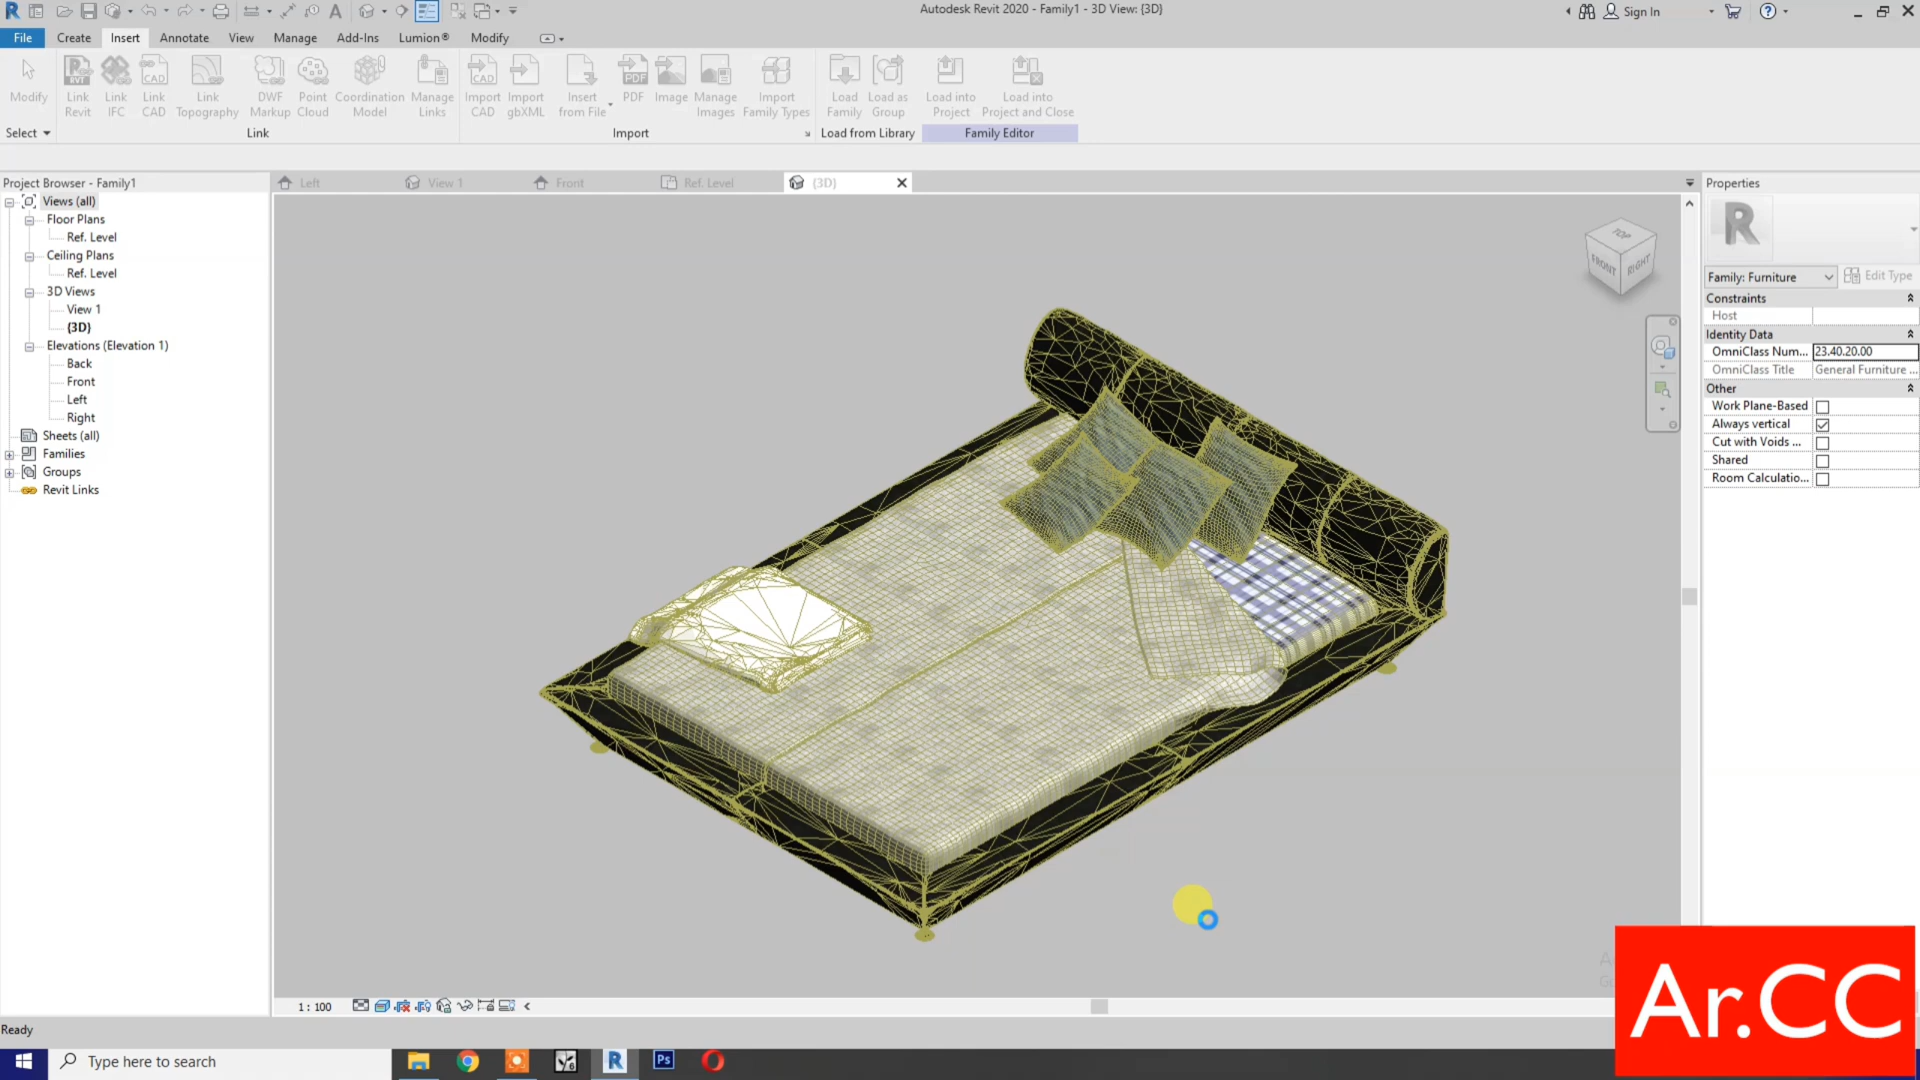 Autodesk Revit 2020 - Family1 - 3D View: {3D}
Sign In
File Create Insert Annotate View Manage Add-Ins Lumion® Modify
Modify
Link Revit
Link IFC
Link CAD
Link Topography
DWF Markup
Point Cloud
Coordination Model
Manage Links
Import CAD
Import gbXML
Insert from File
PDF
Image
Manage Images
Import Family Types
Load Family
Load as Group
Load into Project
Load into Project and Close
Select Link Import Load from Library Family Editor
Project Browser - Family1
Left View 1 Front Ref. Level {3D}
Properties
Views (all)
Floor Plans
Ref. Level
Ceiling Plans
Ref. Level
3D Views
View 1
{3D}
Elevations (Elevation 1)
Back
Front
Left
Right
Sheets (all)
Families
Groups
Revit Links
TOP
FRONT RIGHT
R
Family: Furniture Edit Type
Constraints
Host
Identity Data
OmniClass Num... 23.40.20.00
OmniClass Title General Furniture ...
Other
Work Plane-Based
Always vertical
Cut with Voids ...
Shared
Room Calculatio...
1 : 100
Ready
Ar.CC
Type here to search
R Ps